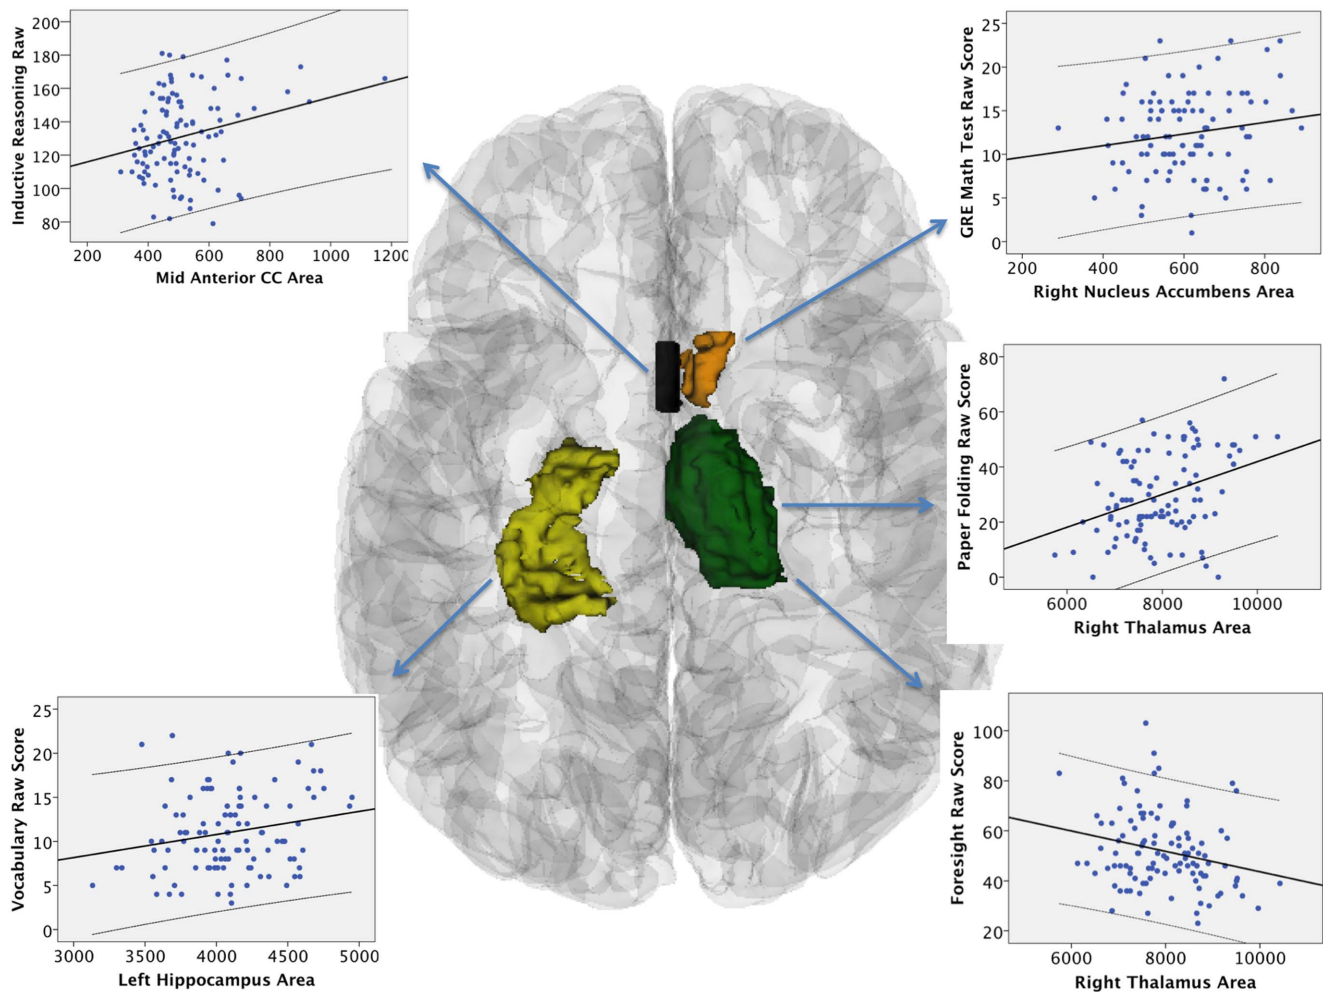 Inductive Reasoning Raw
200
180
160
140
120
100
80
200 400 600 800 1000 1200
Mid Anterior CC Area
GRE Math Test Raw Score
25
20
15
10
5
0
200 400 600 800
Right Nucleus Accumbens Area
Paper Folding Raw Score
80
60
40
20
0
6000 8000 10000
Right Thalamus Area
Vocabulary Raw Score
25
20
15
10
5
0
3000 3500 4000 4500 5000
Left Hippocampus Area
Foresight Raw Score
100
80
60
40
20
6000 8000 10000
Right Thalamus Area